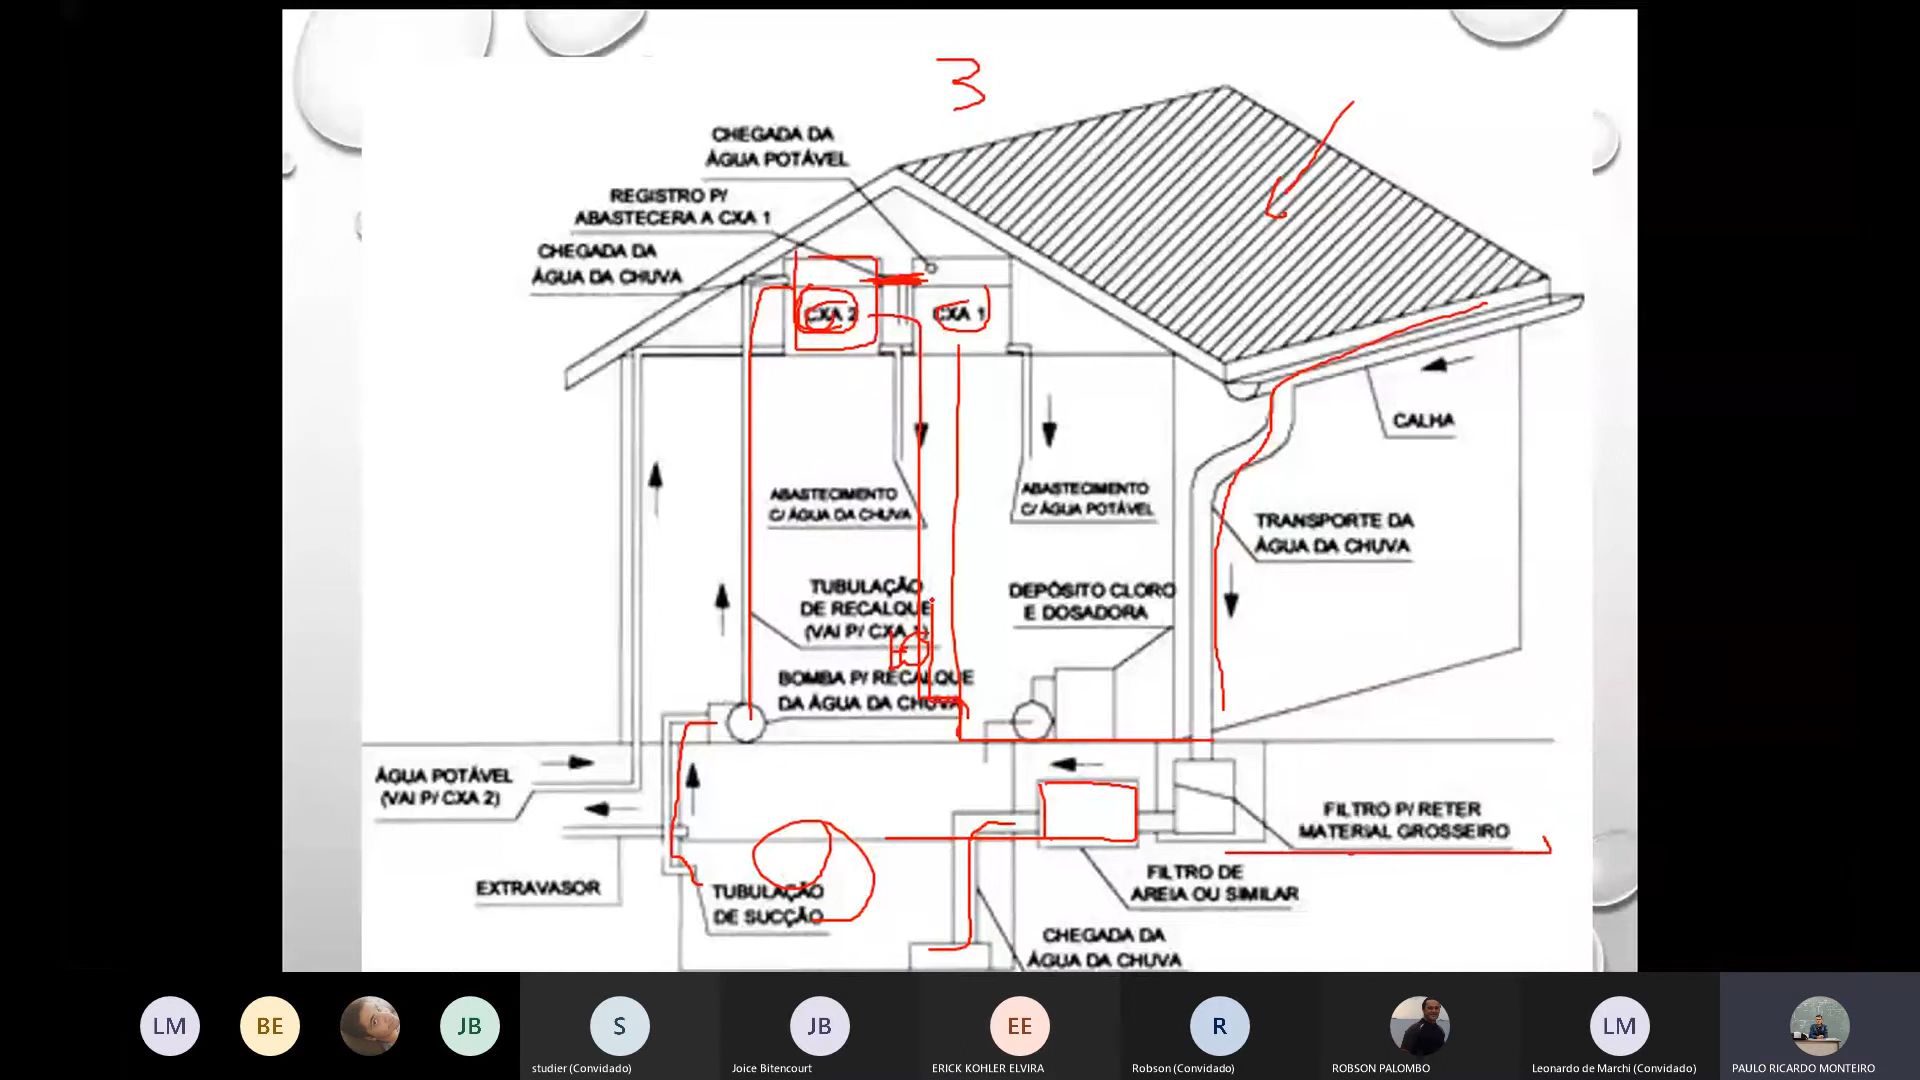 3
CHEGADA DA
ÁGUA POTÁVEL
REGISTRO P/
ABASTECERA A CXA 1
CHEGADA DA
ÁGUA DA CHUVA
CXA 2
CXA 1
CALHA
ABASTECIMENTO
C/ ÁGUA DA CHUVA
ABASTECIMENTO
C/ ÁGUA POTÁVEL
TRANSPORTE DA
ÁGUA DA CHUVA
TUBULAÇÃO
DE RECALQUE
(VAI P/ CXA 1)
DEPÓSITO CLORO
E DOSADORA
BOMBA P/ RECALQUE
DA ÁGUA DA CHUVA
ÁGUA POTÁVEL
(VAI P/ CXA 2)
FILTRO P/ RETER
MATERIAL GROSSEIRO
EXTRAVASOR
TUBULAÇÃO
DE SUCÇÃO
FILTRO DE
AREIA OU SIMILAR
CHEGADA DA
ÁGUA DA CHUVA
LM
BE
JB
S
JB
EE
R
LM
studier (Convidado)
Joice Bitencourt
ERICK KOHLER ELVIRA
Robson (Convidado)
ROBSON PALOMBO
Leonardo de Marchi (Convidado)
PAULO RICARDO MONTEIRO